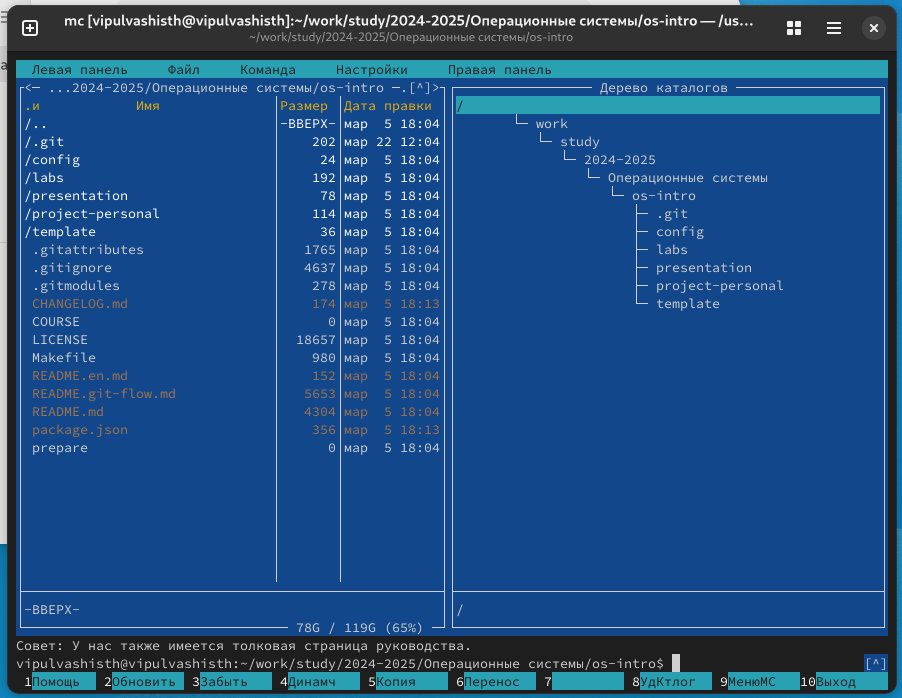 mc [vipulvashisth@vipulvashisth]:~/work/study/2024-2025/Операционные системы/os-intro — /us…
~/work/study/2024-2025/Операционные системы/os-intro
Левая панель Файл Команда Настройки Правая панель
<— ...2024-2025/Операционные системы/os-intro —.[^]>
.и Имя Размер Дата правки
/.. -ВВЕРХ- мар 5 18:04
/.git 202 мар 22 12:04
/config 24 мар 5 18:04
/labs 192 мар 5 18:04
/presentation 78 мар 5 18:04
/project-personal 114 мар 5 18:04
/template 36 мар 5 18:04
.gitattributes 1765 мар 5 18:04
.gitignore 4637 мар 5 18:04
.gitmodules 278 мар 5 18:04
CHANGELOG.md 174 мар 5 18:13
COURSE 0 мар 5 18:04
LICENSE 18657 мар 5 18:04
Makefile 980 мар 5 18:04
README.en.md 152 мар 5 18:04
README.git-flow.md 5653 мар 5 18:04
README.md 4304 мар 5 18:04
package.json 356 мар 5 18:13
prepare 0 мар 5 18:04
-ВВЕРХ-
78G / 119G (65%)
Дерево каталогов
/
work
study
2024-2025
Операционные системы
os-intro
.git
config
labs
presentation
project-personal
template
/
Совет: У нас также имеется толковая страница руководства.
vipulvashisth@vipulvashisth:~/work/study/2024-2025/Операционные системы/os-intro$ [^]
1Помощь 2Обновить 3Забыть 4Динамч 5Копия 6Перенос 7 8УдКтлог 9МенюМС 10Выход